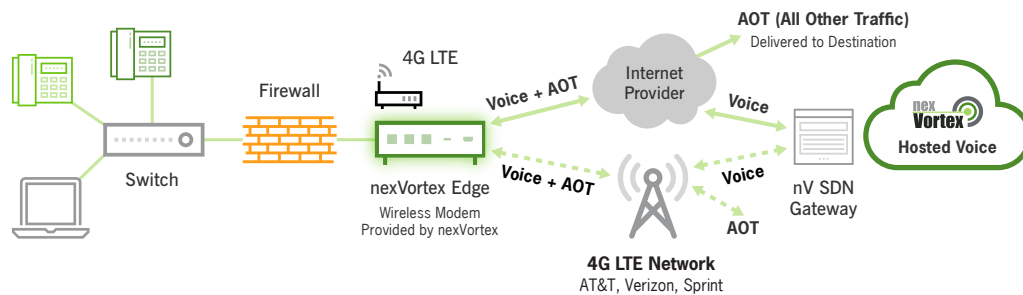 AOT (All Other Traffic)
Delivered to Destination
4G LTE
Internet
Provider
Firewall
Voice + AOT
Voice
nex
Vortex
Hosted Voice
Switch
nexVortex Edge
Wireless Modem
Provided by nexVortex
Voice + AOT
Voice
nV SDN
Gateway
AOT
4G LTE Network
AT&T, Verizon, Sprint